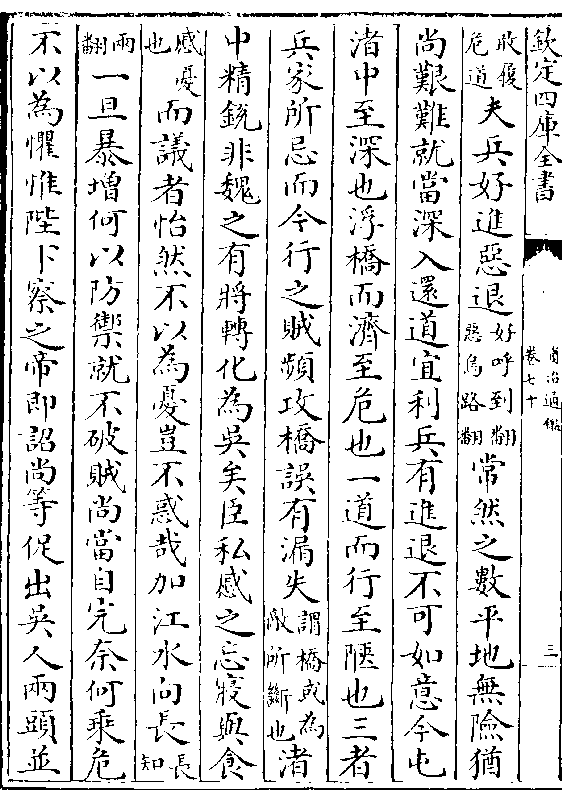 欽定四庫全書 資治通鑑 卷七十 三
敢履危道夫兵好進惡退好呼到翻惡烏路翻常然之數平地無險猶
尚艱難就當深入還道宜利兵有進退不可如意今屯
渚中至深也浮橋而濟至危也一道而行至陿也三者
兵家所忌而今行之賊頻攻橋誤有漏失謂橋或為敵所斷也渚
中精銳非魏之有將轉化為吳矣臣私慼之忘寢與食
慼憂也而議者怡然不以為憂豈不惑哉加江水向長長知
兩翻一旦暴增何以防禦就不破賊尚當自完奈何乘危
不以為懼惟陛下察之帝即詔尚等促出吳人兩頭並